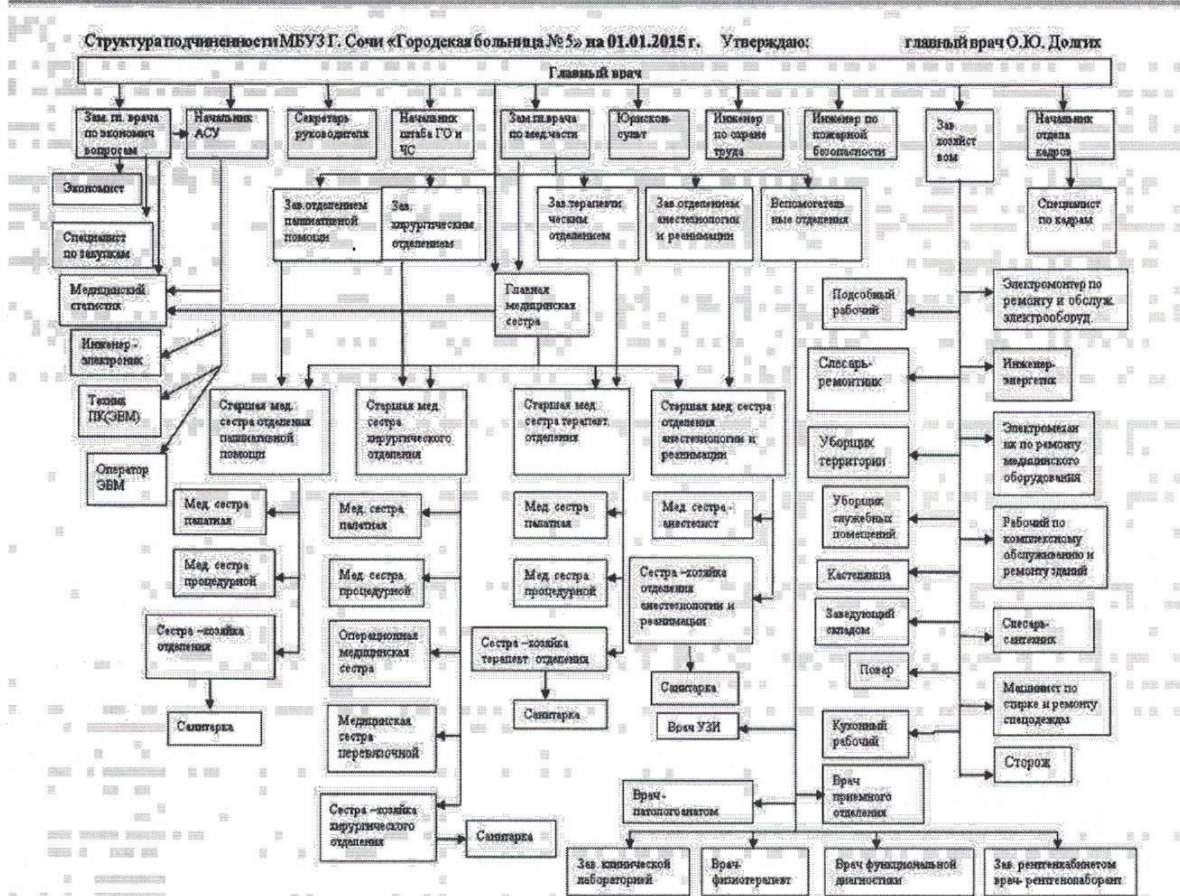 Структура подчиненности МБУЗ Г. Сочи «Городская больница №5» на 01.01.2015 г. Утверждаю: главный врач О.Ю. Долгих
Главный врач
Зам. гл. врача
по экономич
вопросам
Начальник
АСУ
Секретарь
руководителя
Начальник
штаба ГО и
ЧС
Зам.гл.врача
по мед.части
Юрискон-
сульт
Инженер
по охране
труда
Инженер по
пожарной
безопасности
Зав.
хозяйст
вом
Начальник
отдела
кадров
Экономист
Специалист
по закупкам
Медицинский
статистик
Инженер -
электроник
Техник
ПК(ЭВМ)
Оператор
ЭВМ
Зав.отделением
паллиативной
помощи
Зав.
хирургическим
отделением
Зав.терапевти
ческим
отделением
Зав.отделением
анестезиологии
и реанимации
Вспомогатель
ные отделения
Специалист
по кадрам
Главная
медицинская
сестра
Подсобный
рабочий
Электромонтер по
ремонту и обслуж.
электрооборуд.
Слесарь-
ремонтник
Инженер
энергетик
Старшая мед.
сестра отделения
паллиативной
помощи
Старшая мед.
сестра
хирургического
отделения
Старшая мед.
сестра терапевт.
отделения
Старшая мед. сестра
отделения
анестезиологии и
реанимации
Уборщик
территории
Электромехан
ик по ремонту
медицинского
оборудования
Мед. сестра
палатная
Мед. сестра
палатная
Мед. сестра
палатная
Мед. сестра -
анестезист
Уборщик
служебных
помещений
Рабочий по
комплексному
обслуживанию и
ремонту зданий
Мед. сестра
процедурной
Мед. сестра
процедурной
Мед. сестра
процедурной
Сестра –хозяйка
отделения
анестезиологии и
реанимации
Кастелянша
Заведующий
складом
Слесарь-
сантехник
Сестра –хозяйка
отделения
Операционная
медицинская
сестра
Сестра –хозяйка
терапевт. отделения
Санитарка
Повар
Машинист по
стирке и ремонту
спецодежды
Санитарка
Медицинская
сестра
перевязочной
Санитарка
Врач УЗИ
Кухонный
рабочий
Сторож
Сестра –хозяйка
хирургического
отделения
Санитарка
Врач -
патологоанатом
Врач
приемного
отделения
Зав. клинической
лабораторией
Врач-
физиотерапевт
Врач функциональной
диагностики
Зав. рентгенкабинетом
врач- рентгенолаборант